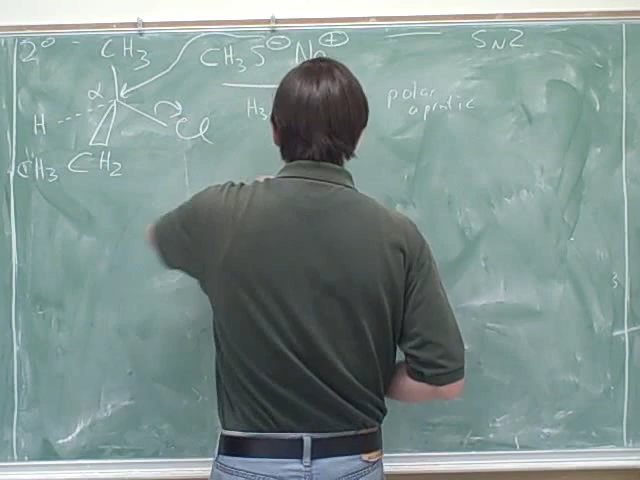 2° - CH3 CH3S⊖ Na⊕ SN2
α H3 polar
H Cl aprotic
CH3 CH2